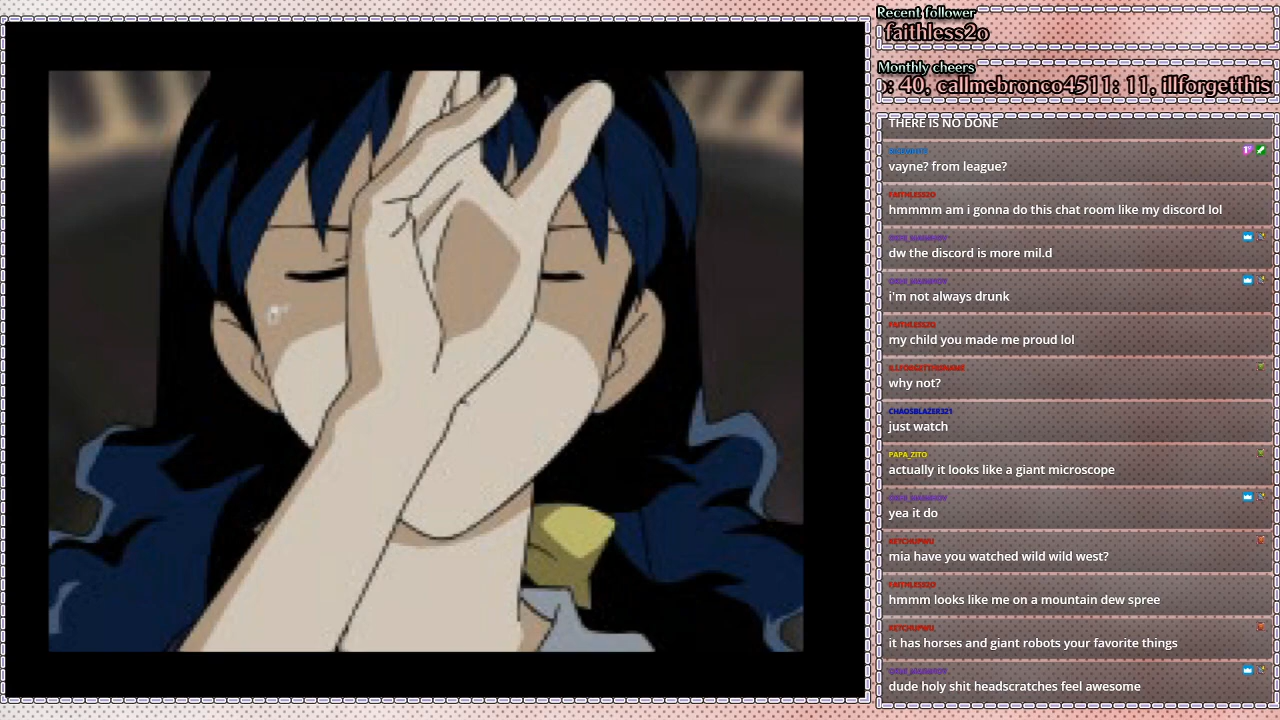 Recent follower
faithless2o
Monthly cheers
: 40, callmebronco4511: 11, illforgetthis
THERE IS NO DONE
vayne? from league?
FAITHLESS2O
hmmmm am i gonna do this chat room like my discord lol
dw the discord is more mil.d
i'm not always drunk
FAITHLESS2O
my child you made me proud lol
ILLFORGETTHISNAME
why not?
CHAOSBLAZER321
just watch
PAPA_ZITO
actually it looks like a giant microscope
yea it do
KETCHUPWU
mia have you watched wild wild west?
FAITHLESS2O
hmmm looks like me on a mountain dew spree
KETCHUPWU
it has horses and giant robots your favorite things
dude holy shit headscratches feel awesome